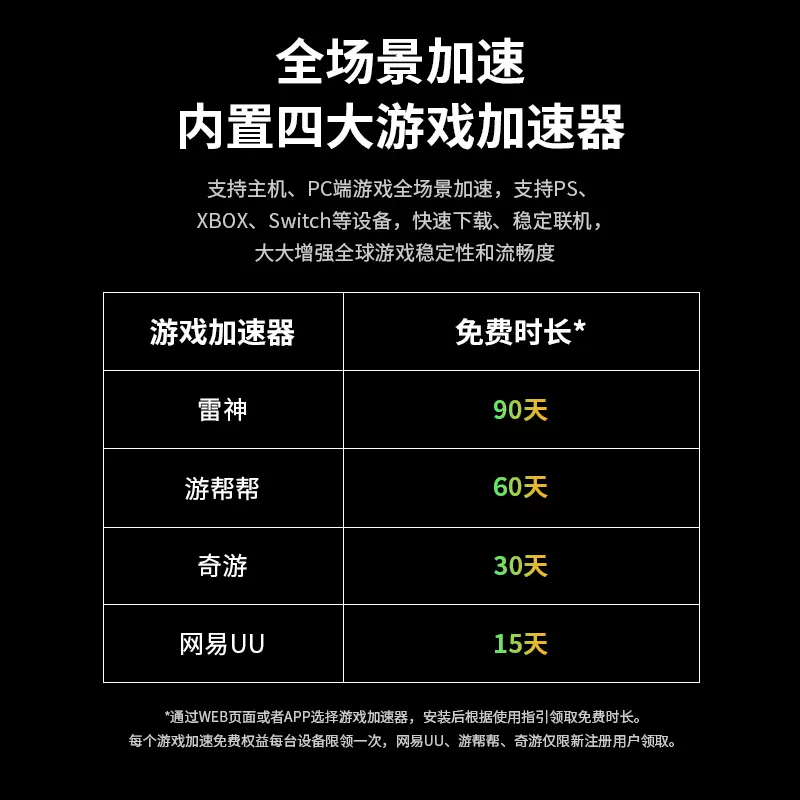 全场景加速
内置四大游戏加速器
支持主机、PC端游戏全场景加速，支持PS、
XBOX、Switch等设备，快速下载、稳定联机，
大大增强全球游戏稳定性和流畅度
游戏加速器 免费时长*
雷神 90天
游帮帮 60天
奇游 30天
网易UU 15天
*通过WEB页面或者APP选择游戏加速器，安装后根据使用指引领取免费时长。
每个游戏加速免费权益每台设备限领一次，网易UU、游帮帮、奇游仅限新注册用户领取。